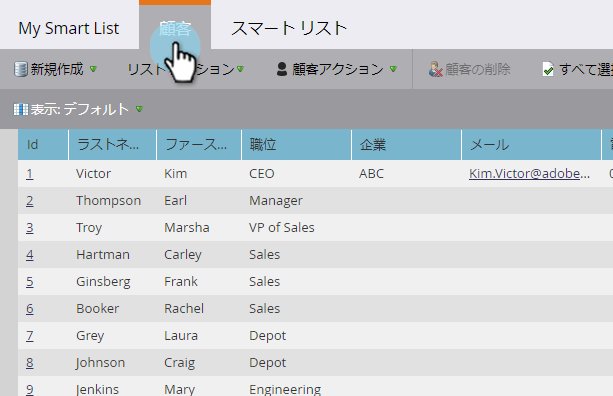 My Smart List 顧客 スマート リスト
新規作成 リスト ション 顧客アクション 顧客の削除 すべて選
表示: デフォルト
Id ラストネ... ファース... 職位 企業 メール
1 Victor Kim CEO ABC Kim.Victor@adobe...
2 Thompson Earl Manager
3 Troy Marsha VP of Sales
4 Hartman Carley Sales
5 Ginsberg Frank Sales
6 Booker Rachel Sales
7 Grey Laura Depot
8 Johnson Craig Depot
9 Jenkins Mary Engineering